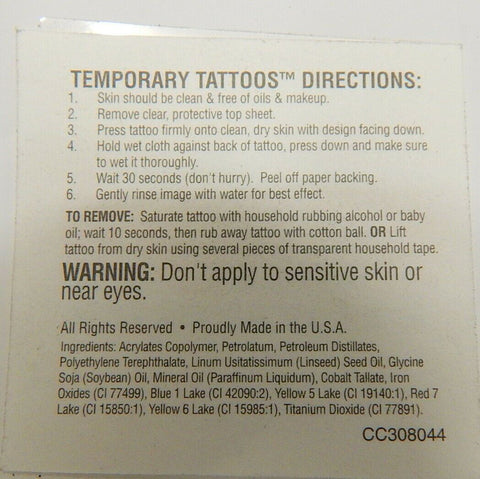 TEMPORARY TATTOOS™ DIRECTIONS:
1. Skin should be clean & free of oils & makeup.
2. Remove clear, protective top sheet.
3. Press tattoo firmly onto clean, dry skin with design facing down.
4. Hold wet cloth against back of tattoo, press down and make sure
to wet it thoroughly.
5. Wait 30 seconds (don't hurry). Peel off paper backing.
6. Gently rinse image with water for best effect.
TO REMOVE: Saturate tattoo with household rubbing alcohol or baby
oil; wait 10 seconds, then rub away tattoo with cotton ball. OR Lift
tattoo from dry skin using several pieces of transparent household tape.
WARNING: Don't apply to sensitive skin or
near eyes.
All Rights Reserved • Proudly Made in the U.S.A.
Ingredients: Acrylates Copolymer, Petrolatum, Petroleum Distillates,
Polyethylene Terephthalate, Linum Usitatissimum (Linseed) Seed Oil, Glycine
Soja (Soybean) Oil, Mineral Oil (Paraffinum Liquidum), Cobalt Tallate, Iron
Oxides (CI 77499), Blue 1 Lake (CI 42090:2), Yellow 5 Lake (CI 19140:1), Red 7
Lake (CI 15850:1), Yellow 6 Lake (CI 15985:1), Titanium Dioxide (CI 77891).
CC308044